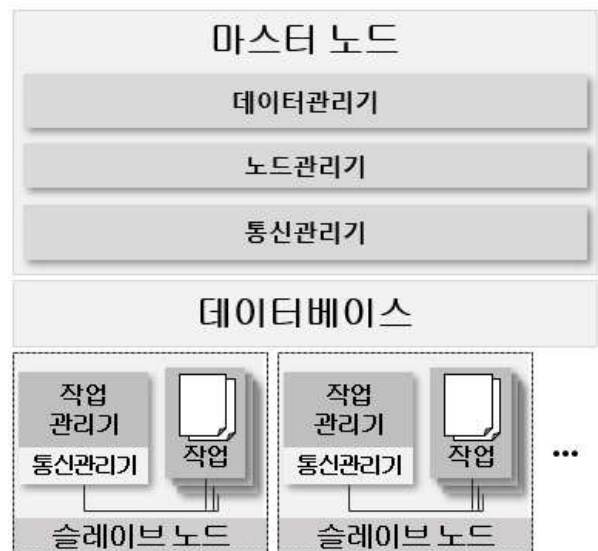 마스터 노드
데이터관리기
노드관리기
통신관리기
데이터베이스
작업
관리기
통신관리기
작업
슬레이브 노드
작업
관리기
통신관리기
작업
슬레이브 노드
...